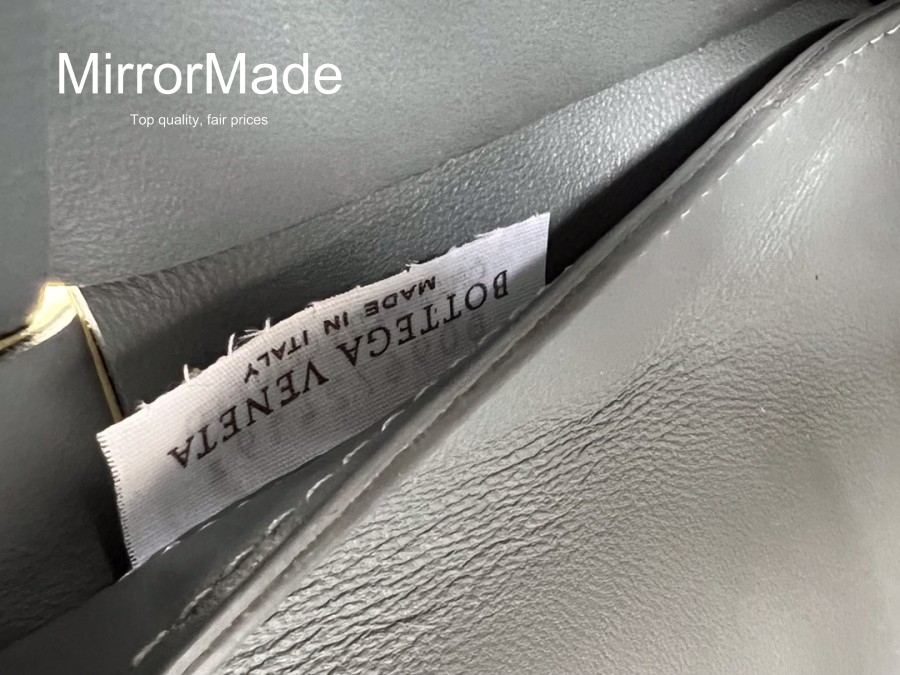 MirrorMade
Top quality, fair prices
BOTTEGA VENETA
MADE IN ITALY